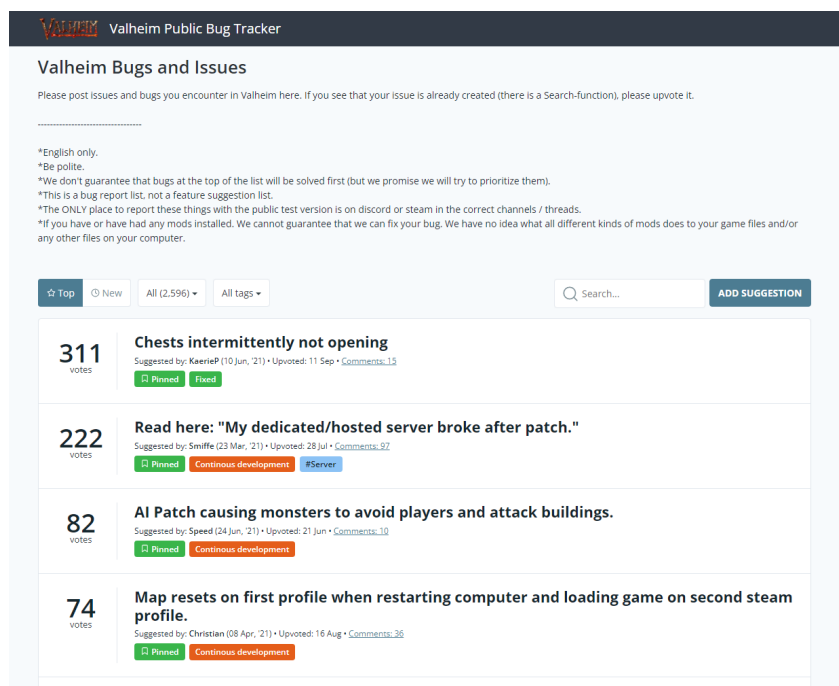 VALHEIM Valheim Public Bug Tracker
Valheim Bugs and Issues
Please post issues and bugs you encounter in Valheim here. If you see that your issue is already created (there is a Search-function), please upvote it.
----------------------------------
*English only.
*Be polite.
*We don't guarantee that bugs at the top of the list will be solved first (but we promise we will try to prioritize them).
*This is a bug report list, not a feature suggestion list.
*The ONLY place to report these things with the public test version is on discord or steam in the correct channels / threads.
*If you have or have had any mods installed. We cannot guarantee that we can fix your bug. We have no idea what all different kinds of mods does to your game files and/or
any other files on your computer.
Top New All (2,596) All tags Search... ADD SUGGESTION
311
votes
Chests intermittently not opening
Suggested by: KaerieP (10 Jun, '21) • Upvoted: 11 Sep • Comments: 15
Pinned Fixed
222
votes
Read here: "My dedicated/hosted server broke after patch."
Suggested by: Smiffe (23 Mar, '21) • Upvoted: 28 Jul • Comments: 97
Pinned Continous development #Server
82
votes
AI Patch causing monsters to avoid players and attack buildings.
Suggested by: Speed (24 Jun, '21) • Upvoted: 21 Jun • Comments: 10
Pinned Continous development
74
votes
Map resets on first profile when restarting computer and loading game on second steam
profile.
Suggested by: Christian (08 Apr, '21) • Upvoted: 16 Aug • Comments: 36
Pinned Continous development